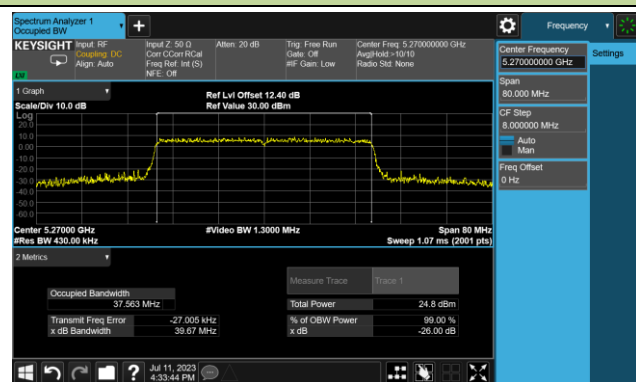 Spectrum Analyzer 1
Occupied BW
Frequency
KEYSIGHT
Input: RF
Coupling: DC
Align: Auto
Input Z: 50 Ω
Corr CCorr RCal
Freq Ref: Int (S)
NFE: Off
Atten: 20 dB
Trig: Free Run
Gate: Off
#IF Gain: Low
Center Freq: 5.270000000 GHz
Avg|Hold:>10/10
Radio Std: None
Center Frequency
5.270000000 GHz
Settings
Span
80.000 MHz
CF Step
8.000000 MHz
Auto
Man
Freq Offset
0 Hz
LV
1 Graph
Scale/Div 10.0 dB
Ref Lvl Offset 12.40 dB
Ref Value 30.00 dBm
Log
20.0
10.0
0.00
-10.0
-20.0
-30.0
-40.0
-50.0
-60.0
Center 5.27000 GHz
#Res BW 430.00 kHz
#Video BW 1.3000 MHz
Span 80 MHz
Sweep 1.07 ms (2001 pts)
2 Metrics
Measure Trace
Trace 1
Occupied Bandwidth
37.563 MHz
Total Power
24.8 dBm
Transmit Freq Error
-27.005 kHz
% of OBW Power
99.00 %
x dB Bandwidth
39.67 MHz
x dB
-26.00 dB
?
Jul 11, 2023
4:33:44 PM